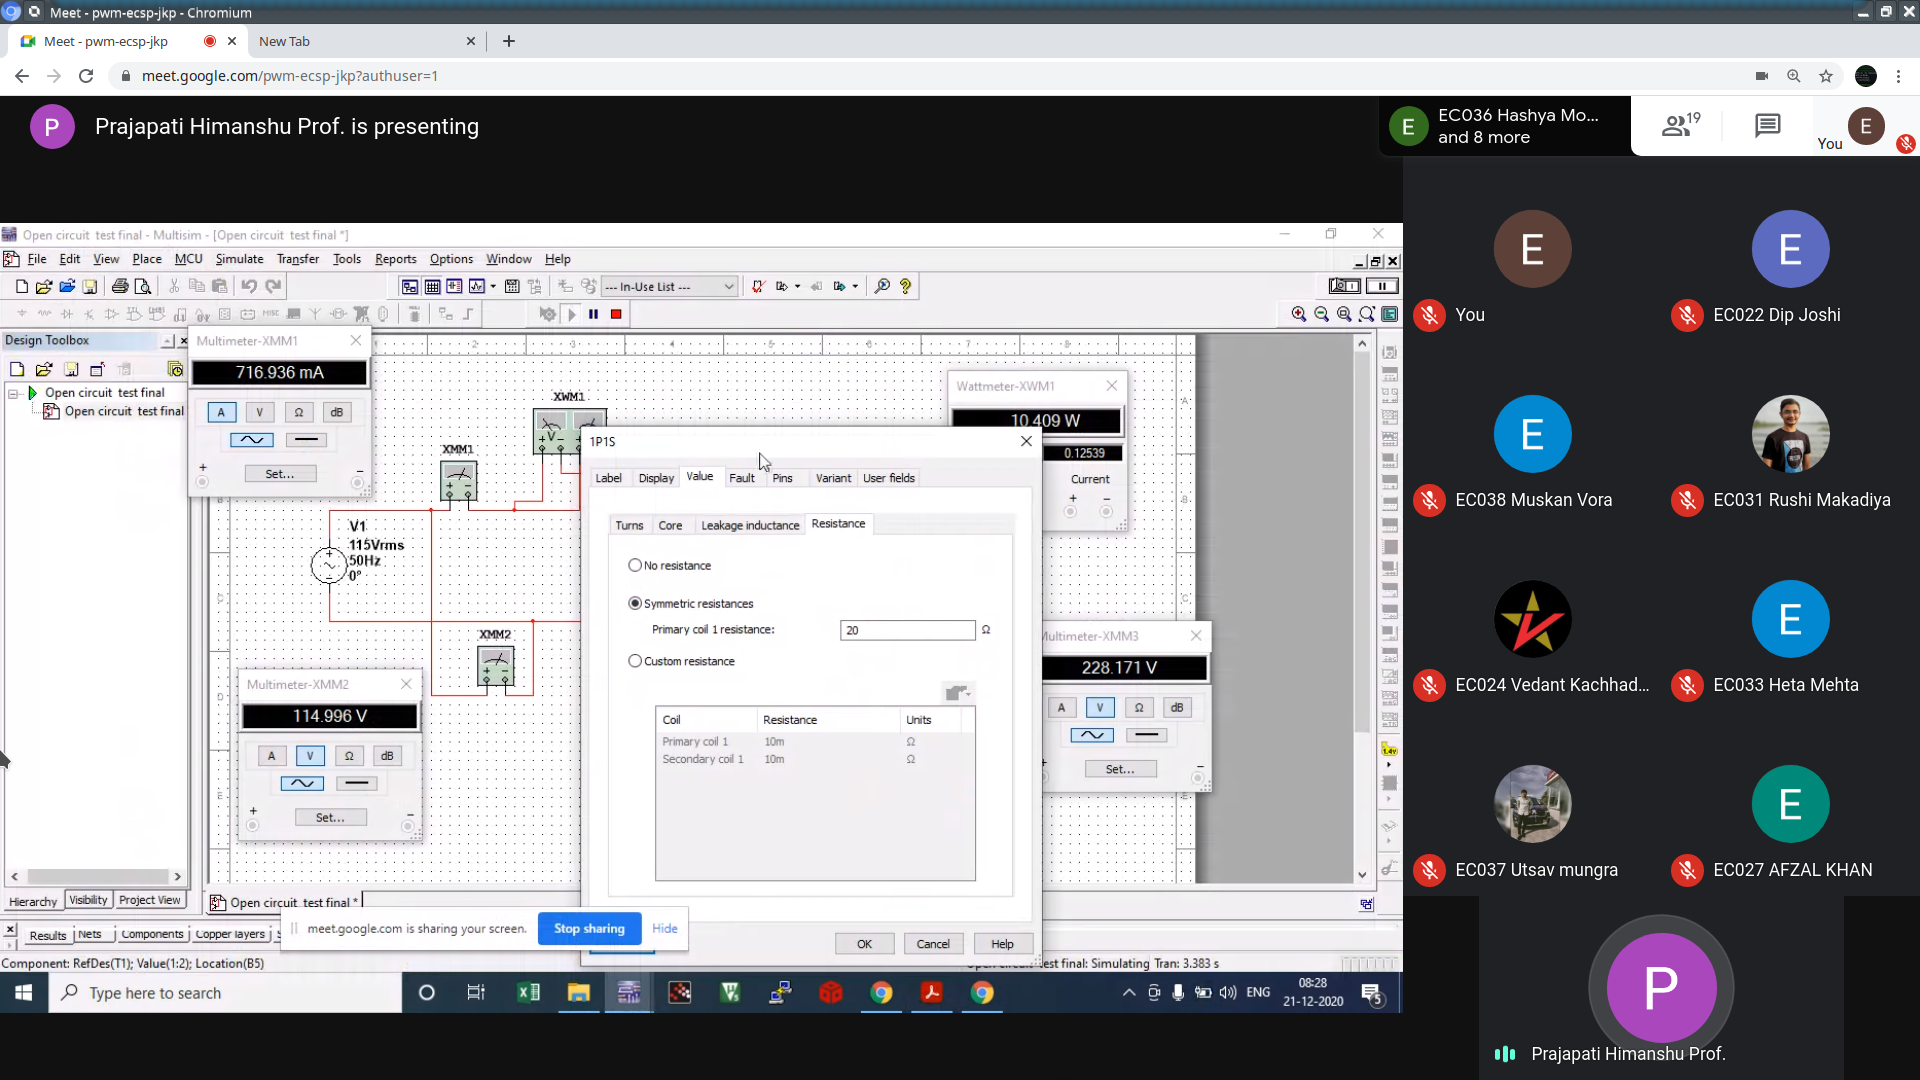 Meet - pwm-ecsp-jkp - Chromium
Meet - pwm-ecsp-jkp
New Tab
meet.google.com/pwm-ecsp-jkp?authuser=1
P
Prajapati Himanshu Prof. is presenting
E
EC036 Hashya Mo...
and 8 more
19
You
E
Open circuit test final - Multisim - [Open circuit test final *]
File Edit View Place MCU Simulate Transfer Tools Reports Options Window Help
--- In-Use List ---
Design Toolbox
Open circuit test final
Open circuit test final
Multimeter-XMM1
716.936 mA
A V Ω dB
Set...
XWM1
XMM1
V1
115Vrms
50Hz
0°
XMM2
Multimeter-XMM2
114.996 V
A V Ω dB
Set...
Wattmeter-XWM1
10.409 W
0.12539
Current
1P1S
Label Display Value Fault Pins Variant User fields
Turns Core Leakage inductance Resistance
No resistance
Symmetric resistances
Primary coil 1 resistance: 20 Ω
Custom resistance
Coil Resistance Units
Primary coil 1 10m Ω
Secondary coil 1 10m Ω
OK Cancel Help
Multimeter-XMM3
228.171 V
A V Ω dB
Set...
Hierarchy Visibility Project View
Open circuit test final *
meet.google.com is sharing your screen.
Stop sharing
Hide
Results Nets Components Copper layers
Component: RefDes(T1); Value(1:2); Location(B5)
test final: Simulating Tran: 3.383 s
Type here to search
ENG
08:28
21-12-2020
5
E
You
E
EC022 Dip Joshi
E
EC038 Muskan Vora
EC031 Rushi Makadiya
EC024 Vedant Kachhad...
E
EC033 Heta Mehta
EC037 Utsav mungra
E
EC027 AFZAL KHAN
P
Prajapati Himanshu Prof.